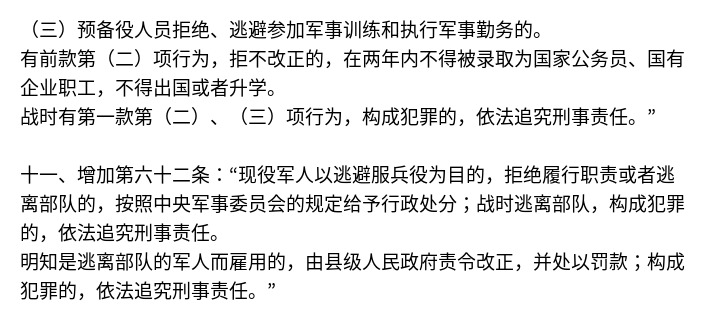 （三）预备役人员拒绝、逃避参加军事训练和执行军事勤务的。
有前款第（二）项行为，拒不改正的，在两年内不得被录取为国家公务员、国有
企业职工，不得出国或者升学。
战时有第一款第（二）、（三）项行为，构成犯罪的，依法追究刑事责任。”
十一、增加第六十二条：“现役军人以逃避服兵役为目的，拒绝履行职责或者逃
离部队的，按照中央军事委员会的规定给予行政处分；战时逃离部队，构成犯罪
的，依法追究刑事责任。
明知是逃离部队的军人而雇用的，由县级人民政府责令改正，并处以罚款；构成
犯罪的，依法追究刑事责任。”